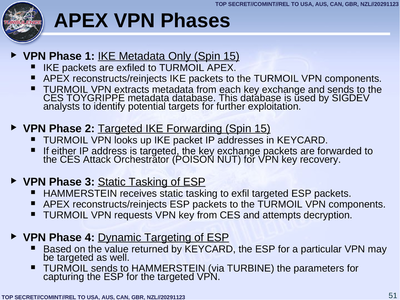 TOP SECRET//COMINT//REL TO USA, AUS, CAN, GBR, NZL//20291123
APEX VPN Phases
VPN Phase 1: IKE Metadata Only (Spin 15)
IKE packets are exfiled to TURMOIL APEX.
APEX reconstructs/reinjects IKE packets to the TURMOIL VPN components.
TURMOIL VPN extracts metadata from each key exchange and sends to the
CES TOYGRIPPE metadata database. This database is used by SIGDEV
analysts to identify potential targets for further exploitation.
VPN Phase 2: Targeted IKE Forwarding (Spin 15)
TURMOIL VPN looks up IKE packet IP addresses in KEYCARD.
If either IP address is targeted, the key exchange packets are forwarded to
the CES Attack Orchestrator (POISON NUT) for VPN key recovery.
VPN Phase 3: Static Tasking of ESP
HAMMERSTEIN receives static tasking to exfil targeted ESP packets.
APEX reconstructs/reinjects ESP packets to the TURMOIL VPN components.
TURMOIL VPN requests VPN key from CES and attempts decryption.
VPN Phase 4: Dynamic Targeting of ESP
Based on the value returned by KEYCARD, the ESP for a particular VPN may
be targeted as well.
TURMOIL sends to HAMMERSTEIN (via TURBINE) the parameters for
capturing the ESP for the targeted VPN.
TOP SECRET//COMINT//REL TO USA, AUS, CAN, GBR, NZL//20291123
51